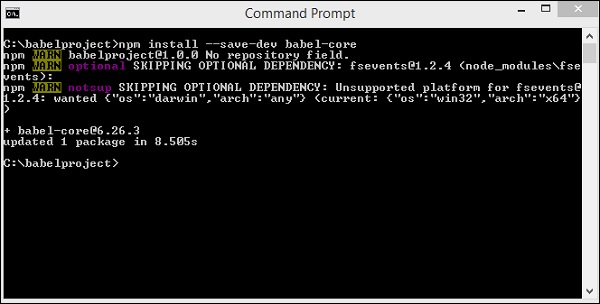 Command Prompt
C:\babelproject>npm install --save-dev babel-core
npm WARN babelproject@1.0.0 No repository field.
npm WARN optional SKIPPING OPTIONAL DEPENDENCY: fsevents@1.2.4 (node_modules\fse
vents):
npm WARN notsup SKIPPING OPTIONAL DEPENDENCY: Unsupported platform for fsevents@
1.2.4: wanted {"os":"darwin","arch":"any"} (current: {"os":"win32","arch":"x64"}
)
+ babel-core@6.26.3
updated 1 package in 8.505s
C:\babelproject>